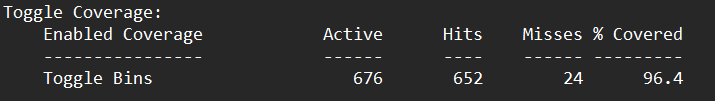 Toggle Coverage:
    Enabled Coverage            Active      Hits    Misses % Covered
    ----------------            ------      ----    ------ ---------
    Toggle Bins                    676       652        24      96.4